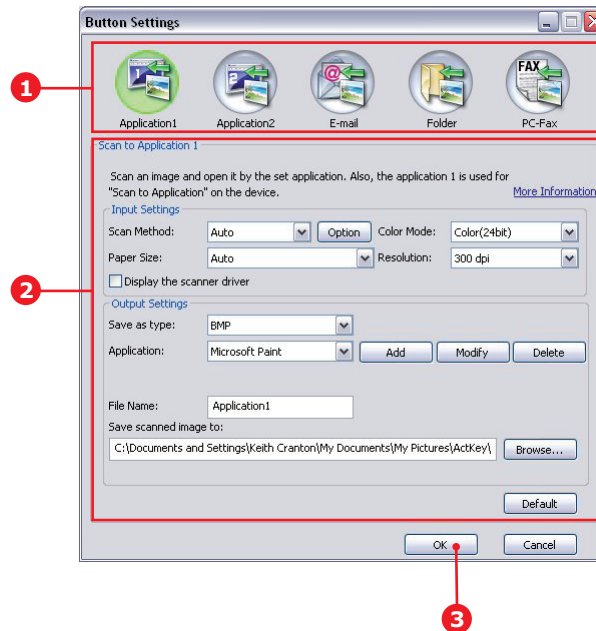 Button Settings
1
FAX
Application1 Application2 E-mail Folder PC-Fax
Scan to Application 1
Scan an image and open it by the set application. Also, the application 1 is used for
"Scan to Application" on the device.
More Information
Input Settings
Scan Method: Auto Option Color Mode: Color(24bit)
Paper Size: Auto Resolution: 300 dpi
2
Display the scanner driver
Output Settings
Save as type: BMP
Application: Microsoft Paint Add Modify Delete
File Name: Application1
Save scanned image to:
C:\Documents and Settings\Keith Cranton\My Documents\My Pictures\ActKey\ Browse...
Default
OK Cancel
3